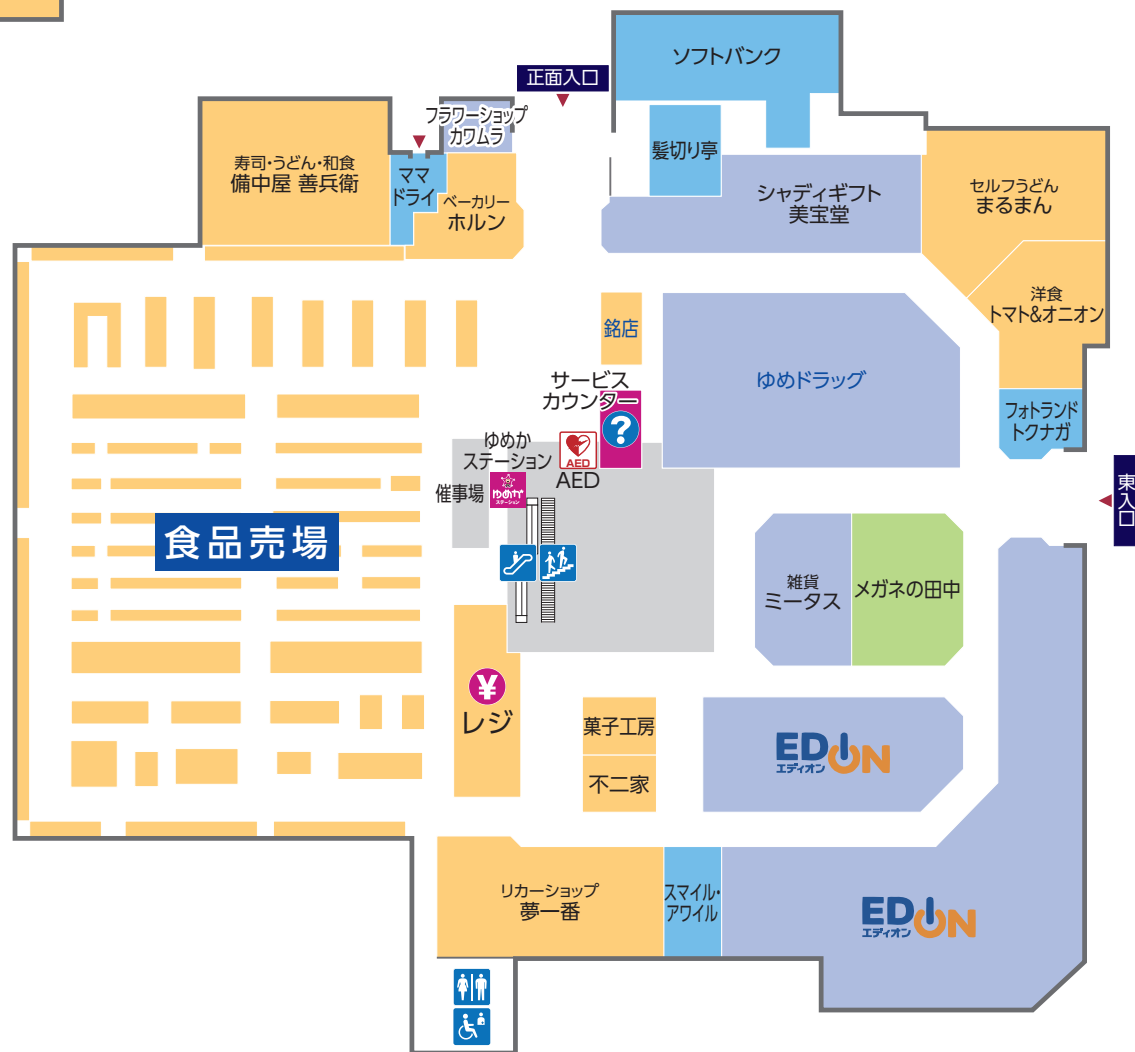 ソフトバンク
正面入口
フラワーショップ
カワムラ
髪切り亭
寿司・うどん・和食
備中屋 善兵衛
ママ
ドライ
ベーカリー
ホルン
シャディギフト
美宝堂
セルフうどん
まるまん
洋食
トマト&オニオン
銘店
ゆめドラッグ
サービス
カウンター
?
フォトランド
トクナガ
ゆめか
ステーション
AED
AED
催事場
ゆめか
ステーション
東入口
食品売場
雑貨
ミータス
メガネの田中
¥
レジ
菓子工房
不二家
EDION
エディオン
リカーショップ
夢一番
スマイル・
アワイル
EDION
エディオン